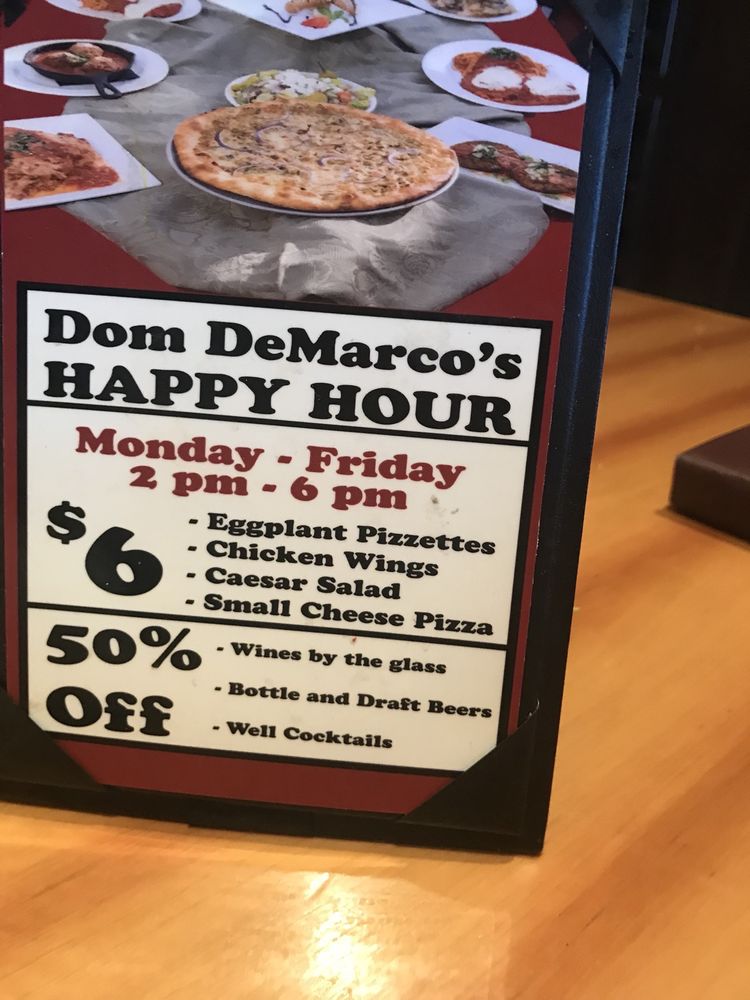 Dom DeMarco's
HAPPY HOUR
Monday - Friday
2 pm - 6 pm
$6
- Eggplant Pizzettes
- Chicken Wings
- Caesar Salad
- Small Cheese Pizza
50%
Off
- Wines by the glass
- Bottle and Draft Beers
- Well Cocktails